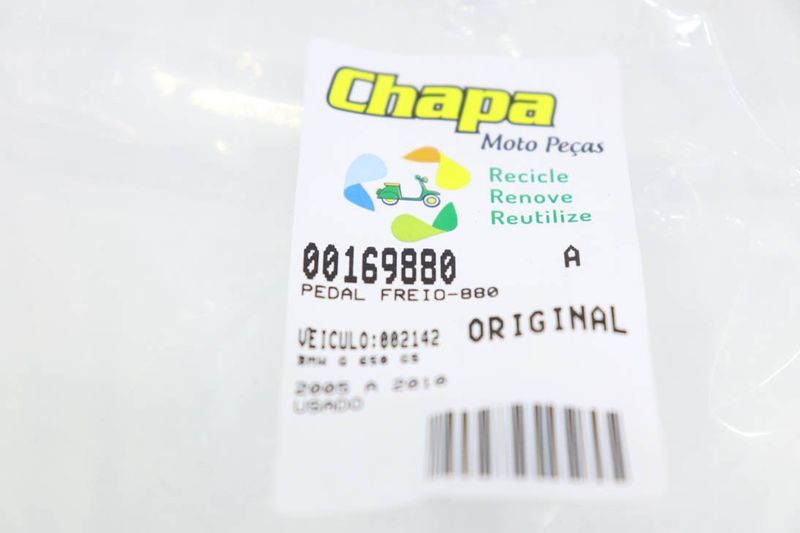 Chapa
Moto Peças
Recicle
Renove
Reutilize
00169880 A
PEDAL FREIO-880
ORIGINAL
VEICULO:002142
BMW G 650 GS
2005 A 2010
USADO